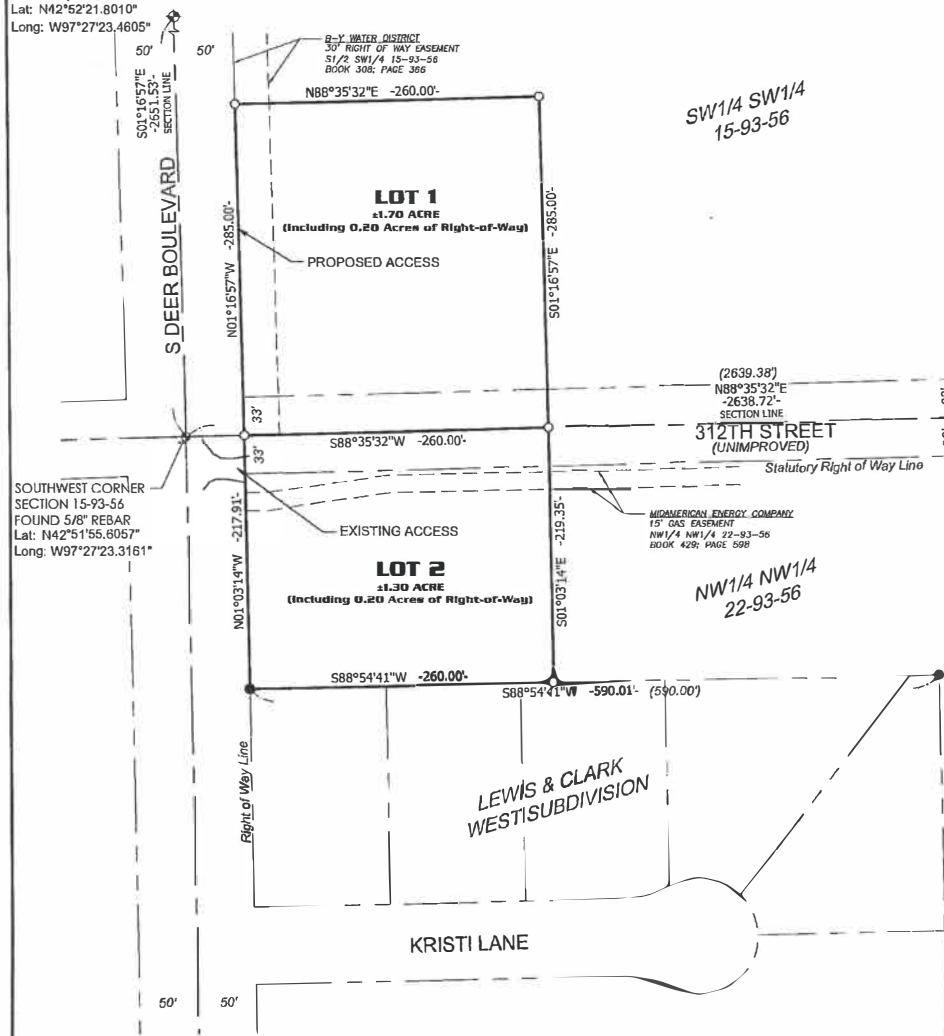 Lat: N42°52'21.8010"
Long: W97°27'23.4605"
50'
50'
S01°16'57"E
-2651.53'-
SECTION LINE
B-Y WATER DISTRICT
30' RIGHT OF WAY EASEMENT
S1/2 SW1/4 15-93-56
BOOK 308; PAGE 366
N88°35'32"E -260.00'-
SW1/4 SW1/4
15-93-56
S DEER BOULEVARD
LOT 1
±1.70 ACRE
(Including 0.20 Acres of Right-of-Way)
N01°16'57"W -285.00'-
PROPOSED ACCESS
S01°16'57"E -285.00'-
(2639.38')
N88°35'32"E
-2638.72'-
SECTION LINE
312TH STREET
(UNIMPROVED)
33'
33'
S88°35'32"W -260.00'-
Statutory Right of Way Line
SOUTHWEST CORNER
SECTION 15-93-56
FOUND 5/8" REBAR
Lat: N42°51'55.6057"
Long: W97°27'23.3161"
MIDAMERICAN ENERGY COMPANY
15' GAS EASEMENT
NW1/4 NW1/4 22-93-56
BOOK 429; PAGE 598
EXISTING ACCESS
N01°03'14"W -217.91'-
LOT 2
±1.30 ACRE
(Including 0.20 Acres of Right-of-Way)
S01°03'14"E -219.35'-
NW1/4 NW1/4
22-93-56
S88°54'41"W -260.00'-
S88°54'41"W -590.01'- (590.00')
Right of Way Line
LEWIS & CLARK
WEST SUBDIVISION
KRISTI LANE
50'
50'